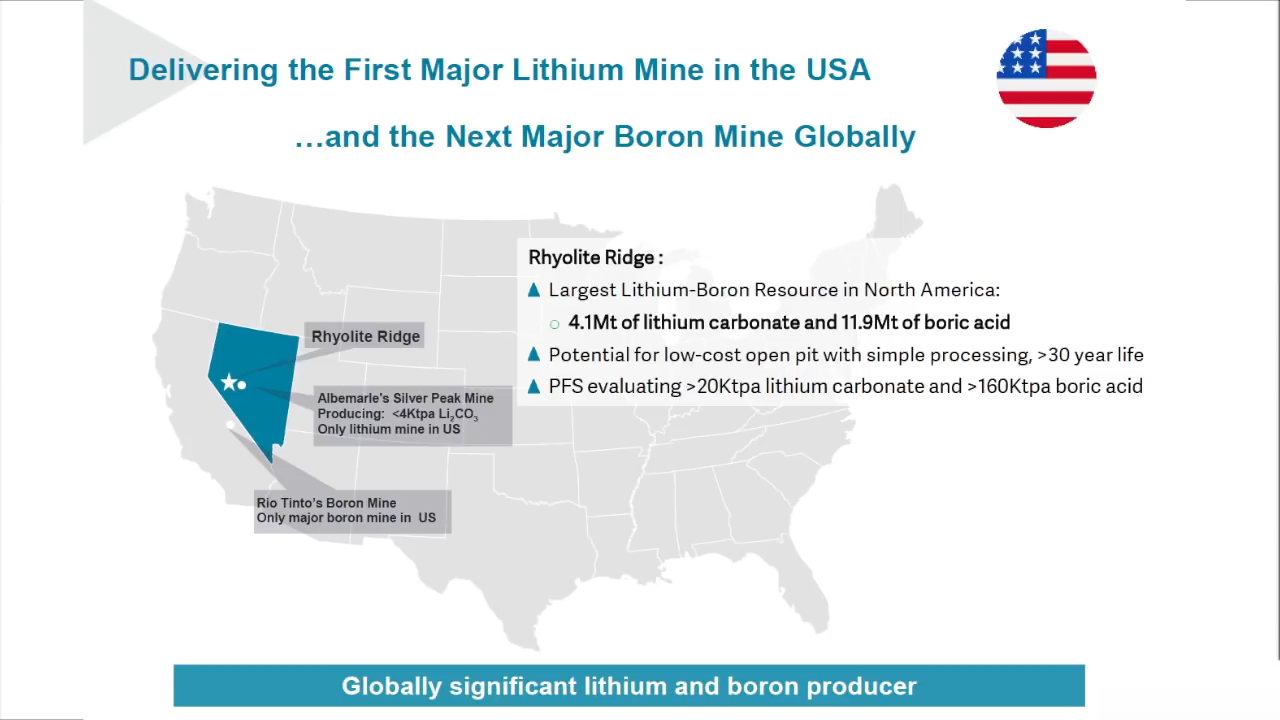 Delivering the First Major Lithium Mine in the USA
…and the Next Major Boron Mine Globally
Rhyolite Ridge :
Largest Lithium-Boron Resource in North America:
4.1Mt of lithium carbonate and 11.9Mt of boric acid
Potential for low-cost open pit with simple processing, >30 year life
PFS evaluating >20Ktpa lithium carbonate and >160Ktpa boric acid
Rhyolite Ridge
Albemarle's Silver Peak Mine
Producing: <4Ktpa Li₂CO₃
Only lithium mine in US
Rio Tinto's Boron Mine
Only major boron mine in US
Globally significant lithium and boron producer